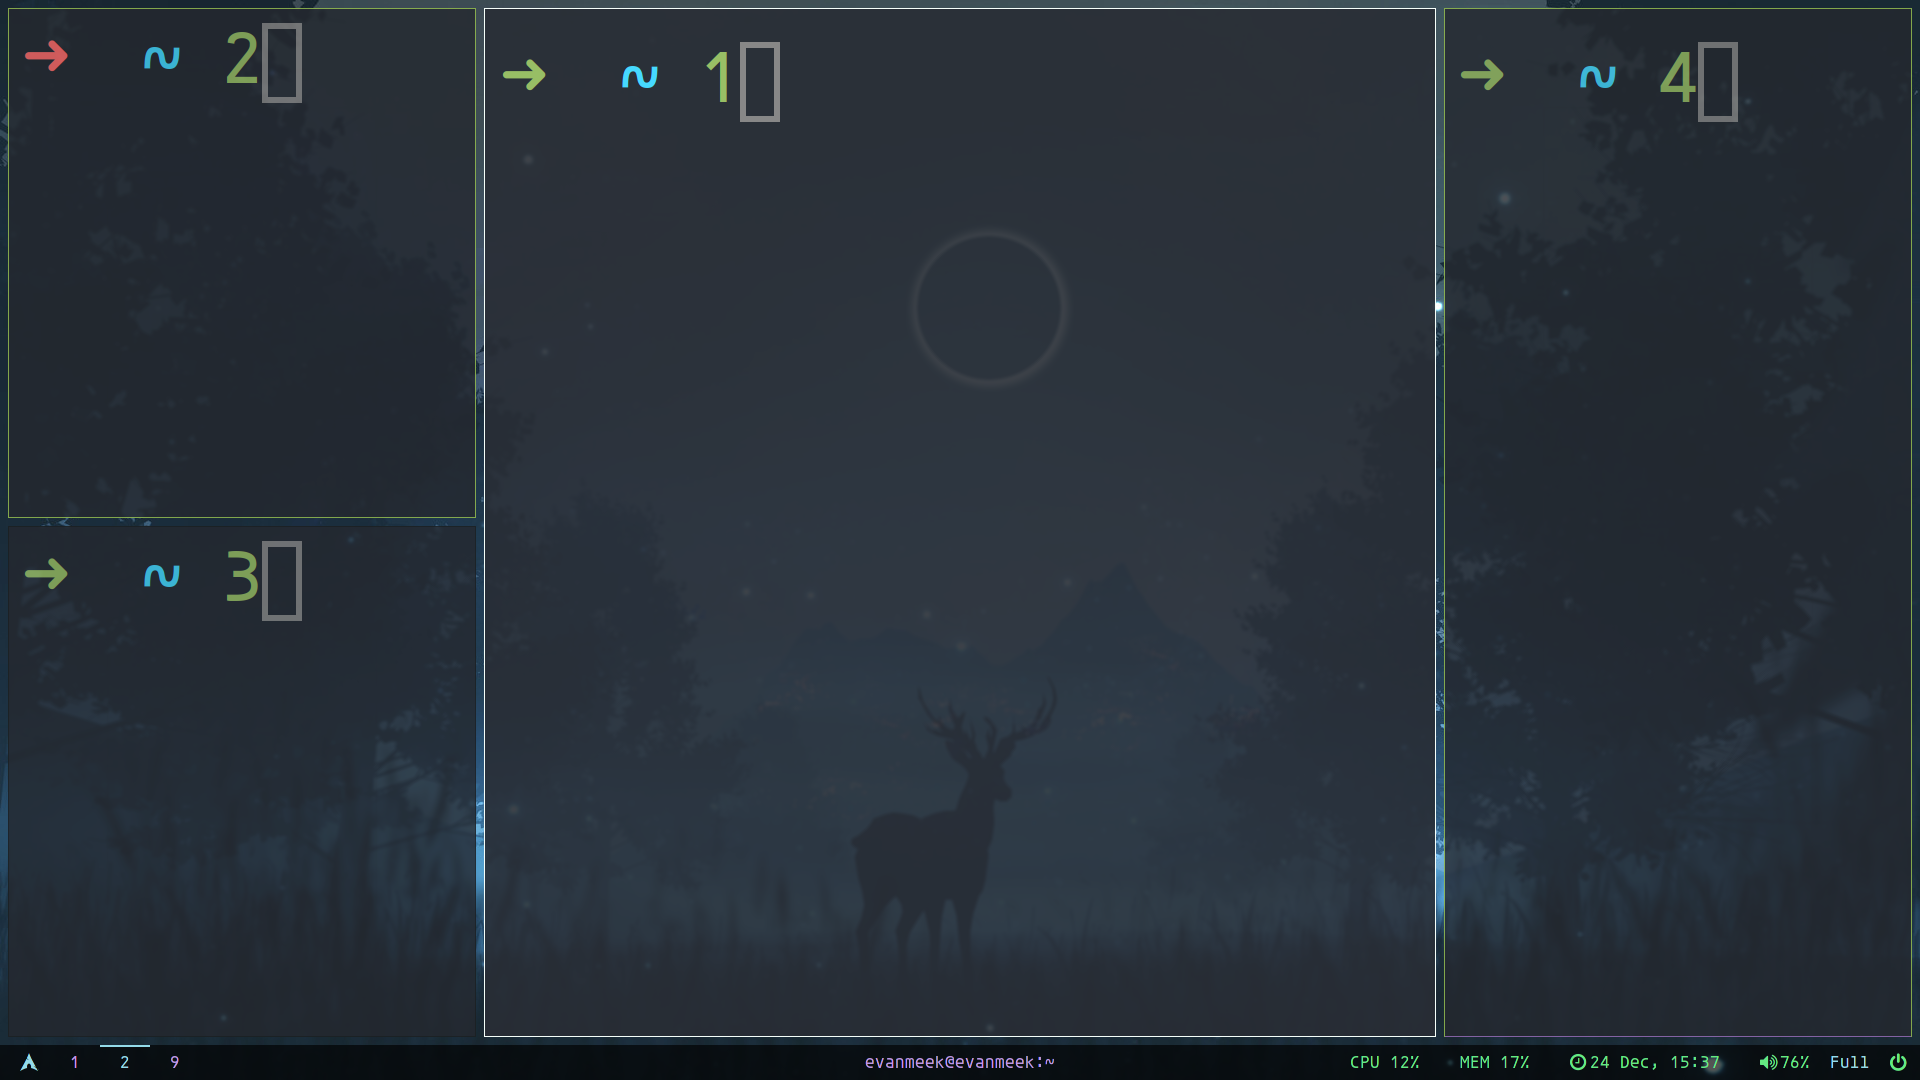 ➜ ~ 2
➜ ~ 1
➜ ~ 4
➜ ~ 3
1 2 9 evanmeek@evanmeek:~ CPU 12% MEM 17% 24 Dec, 15:37 76% Full